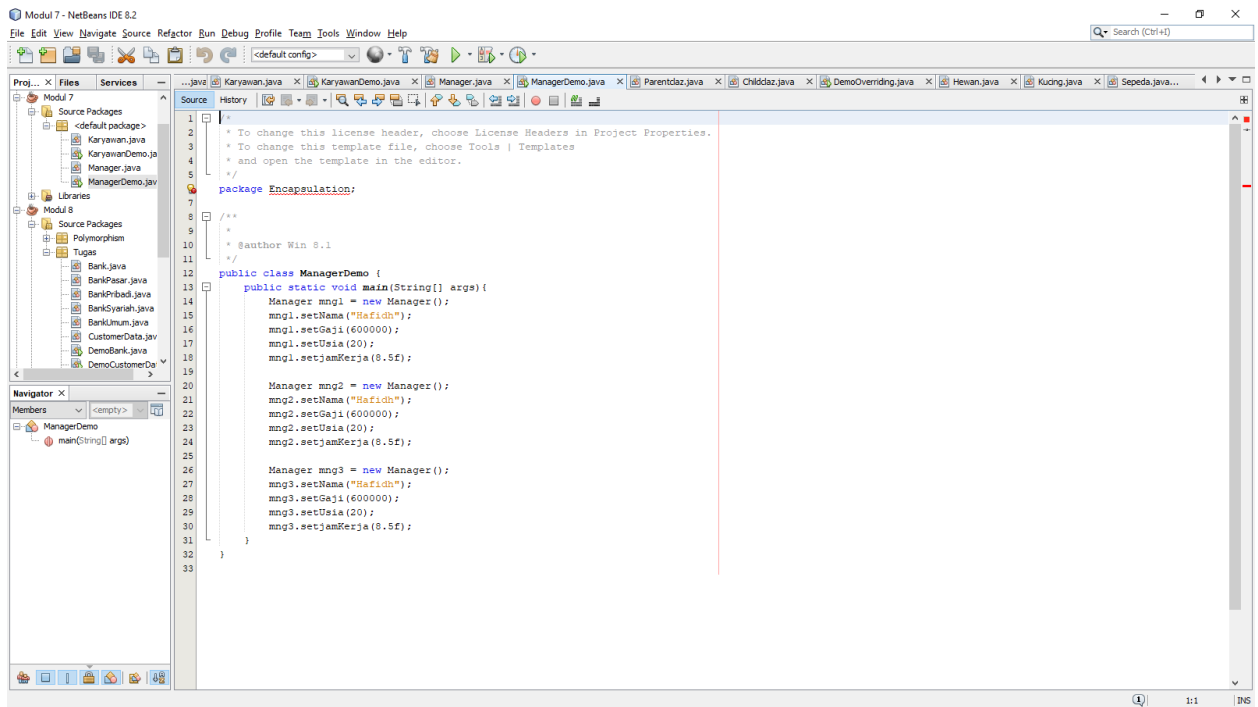 Modul 7 - NetBeans IDE 8.2
File Edit View Navigate Source Refactor Run Debug Profile Team Tools Window Help
Search (Ctrl+I)
<default config>
Proj... Files Services
...java Karyawan.java KaryawanDemo.java Manager.java ManagerDemo.java Parentdaz.java Childdaz.java DemoOverriding.java Hewan.java Kucing.java Sepeda.java...
Source History
Modul 7
Source Packages
<default package>
Karyawan.java
KaryawanDemo.ja
Manager.java
ManagerDemo.jav
Libraries
Modul 8
Source Packages
Polymorphism
Tugas
Bank.java
BankPasar.java
BankPribadi.java
BankSyariah.java
BankUmum.java
CustomerData.jav
DemoBank.java
DemoCustomerDa
Navigator
Members <empty>
ManagerDemo
main(String[] args)
1 /*
2 * To change this license header, choose License Headers in Project Properties.
3 * To change this template file, choose Tools | Templates
4 * and open the template in the editor.
5 */
package Encapsulation;
7
8 /**
9 *
10 * @author Win 8.1
11 */
12 public class ManagerDemo {
13 public static void main(String[] args){
14 Manager mng1 = new Manager();
15 mng1.setNama("Hafidh");
16 mng1.setGaji(600000);
17 mng1.setUsia(20);
18 mng1.setjamKerja(8.5f);
19
20 Manager mng2 = new Manager();
21 mng2.setNama("Hafidh");
22 mng2.setGaji(600000);
23 mng2.setUsia(20);
24 mng2.setjamKerja(8.5f);
25
26 Manager mng3 = new Manager();
27 mng3.setNama("Hafidh");
28 mng3.setGaji(600000);
29 mng3.setUsia(20);
30 mng3.setjamKerja(8.5f);
31 }
32 }
33
1 1:1 INS